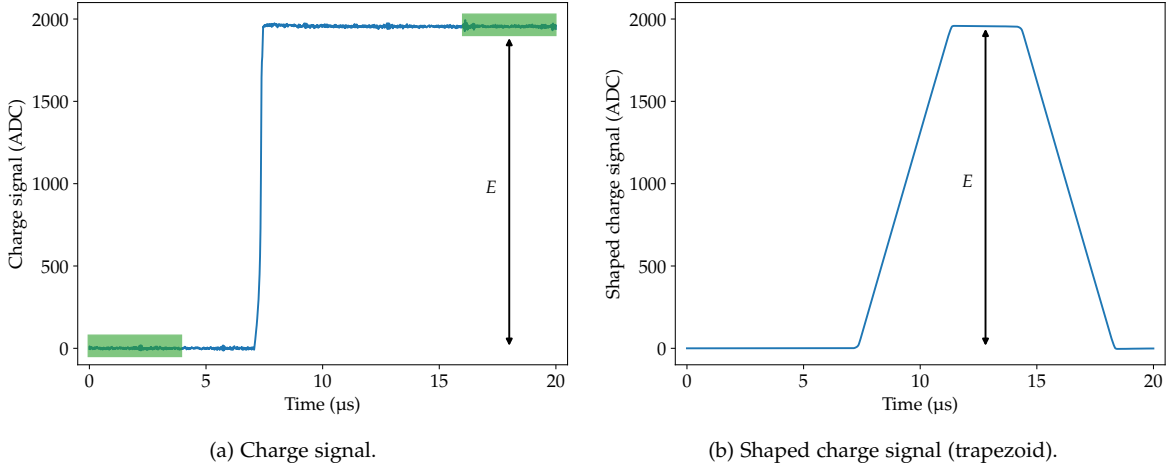 2000
1500
1000
500
0
Charge signal (ADC)
E
0 5 10 15 20
Time (µs)
(a) Charge signal.
2000
1500
1000
500
0
Shaped charge signal (ADC)
E
0 5 10 15 20
Time (µs)
(b) Shaped charge signal (trapezoid).